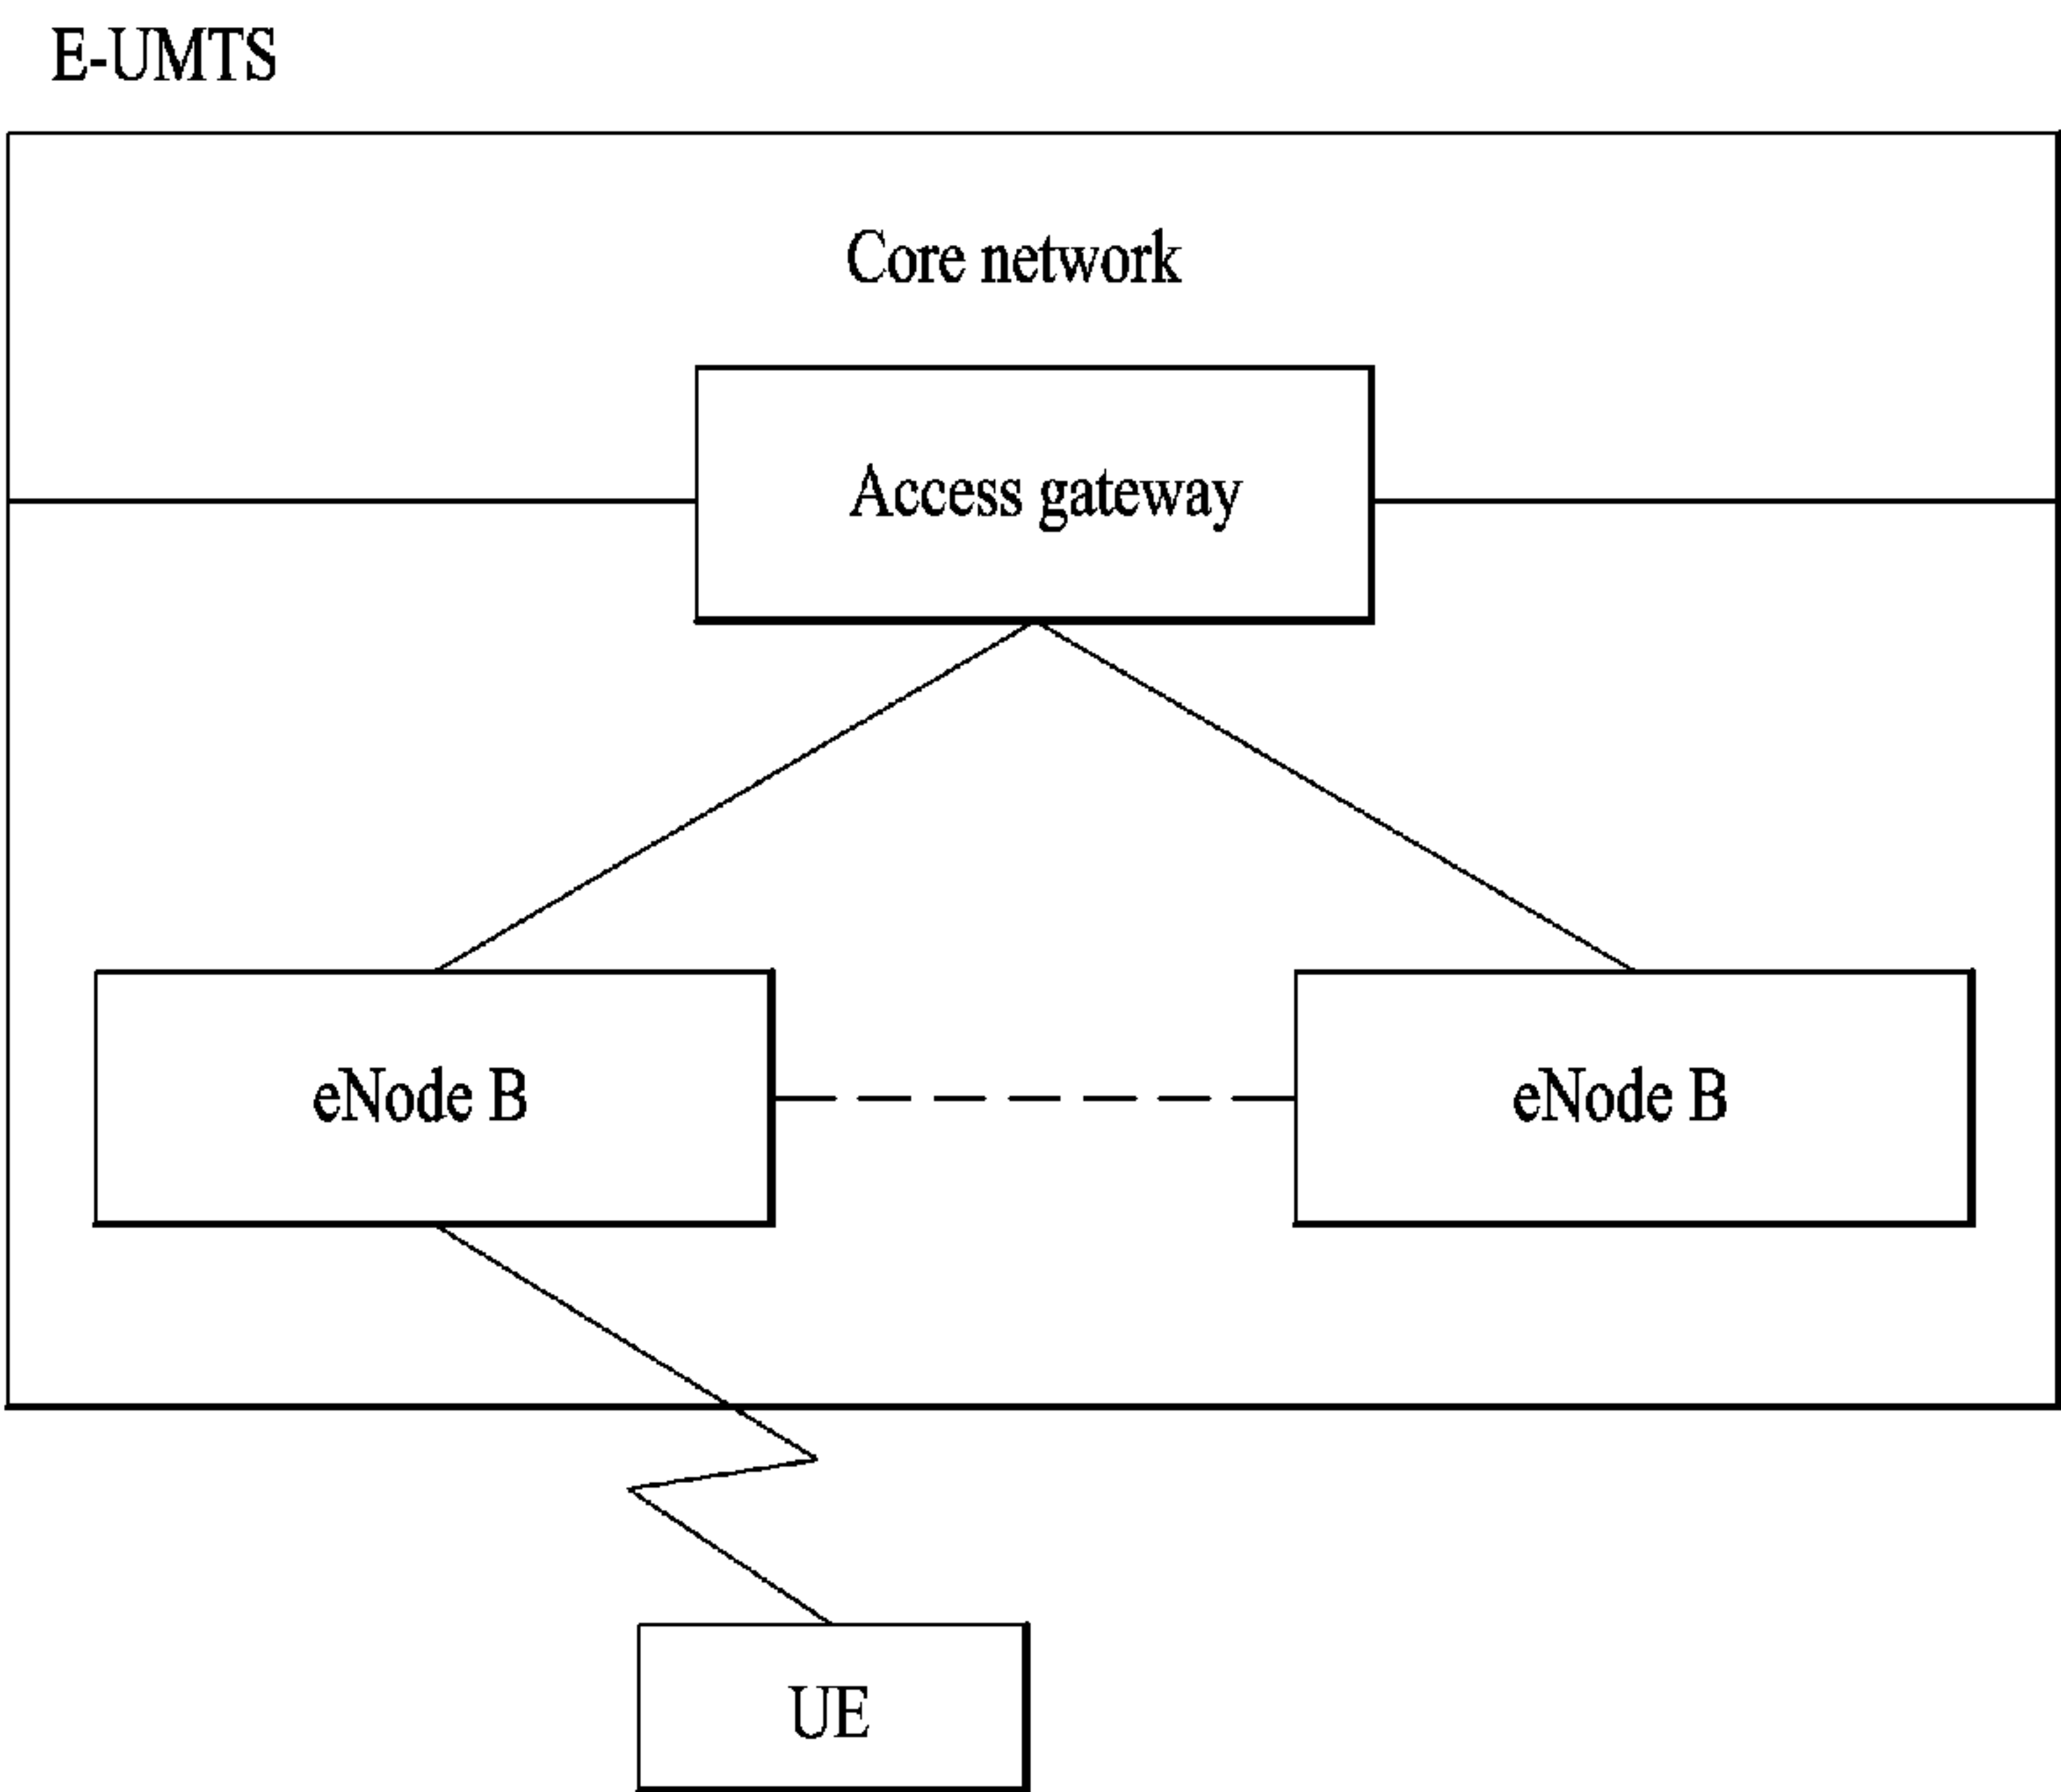 E-UMTS
Core network
Access gateway
eNode B
eNode B
UE